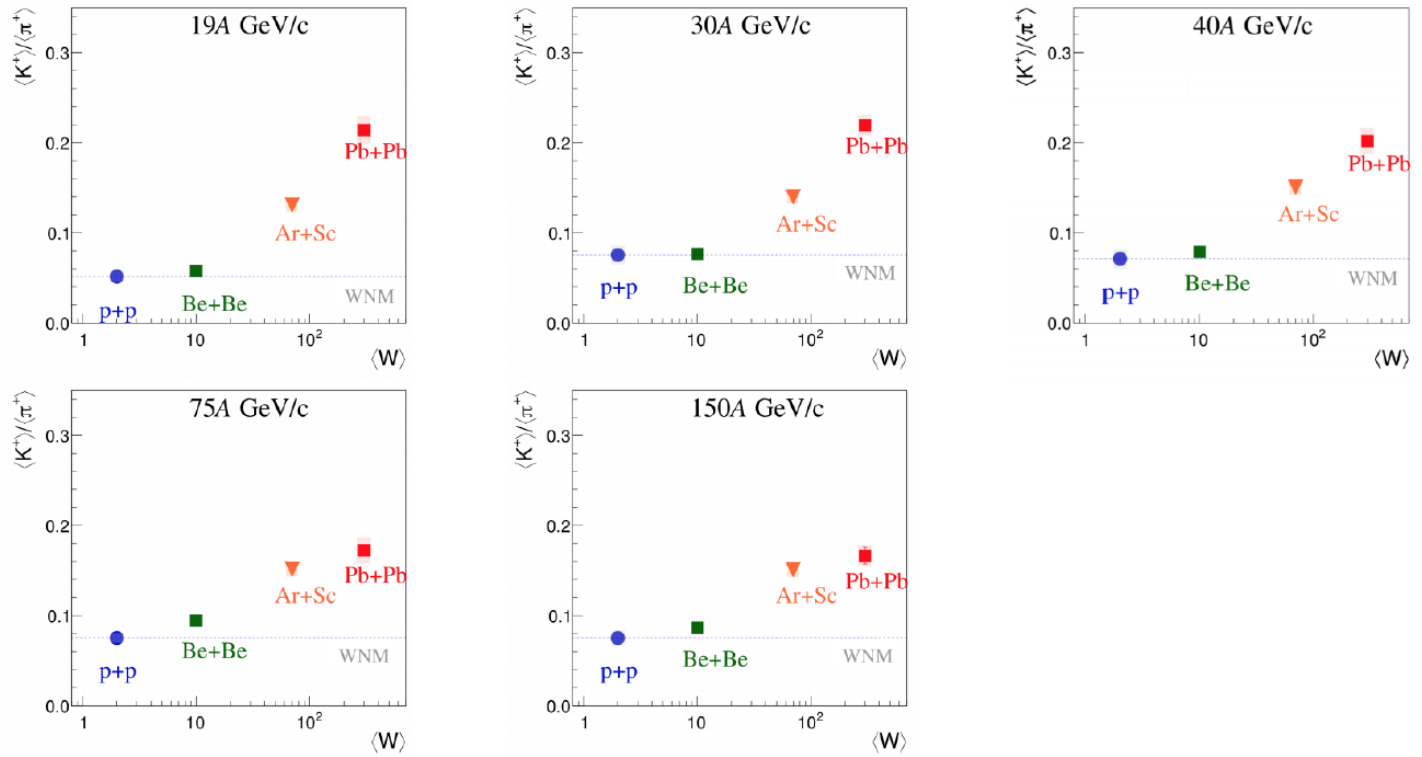 19A GeV/c
⟨K⁺⟩/⟨π⁺⟩
0.3
0.2
0.1
0.0
Pb+Pb
Ar+Sc
Be+Be
p+p
WNM
1
10
10²
⟨W⟩
30A GeV/c
⟨K⁺⟩/⟨π⁺⟩
0.3
0.2
0.1
0.0
Pb+Pb
Ar+Sc
Be+Be
p+p
WNM
1
10
10²
⟨W⟩
40A GeV/c
⟨K⁺⟩/⟨π⁺⟩
0.3
0.2
0.1
0.0
Pb+Pb
Ar+Sc
Be+Be
p+p
WNM
1
10
10²
⟨W⟩
75A GeV/c
⟨K⁺⟩/⟨π⁺⟩
0.3
0.2
0.1
0.0
Pb+Pb
Ar+Sc
Be+Be
p+p
WNM
1
10
10²
⟨W⟩
150A GeV/c
⟨K⁺⟩/⟨π⁺⟩
0.3
0.2
0.1
0.0
Pb+Pb
Ar+Sc
Be+Be
p+p
WNM
1
10
10²
⟨W⟩